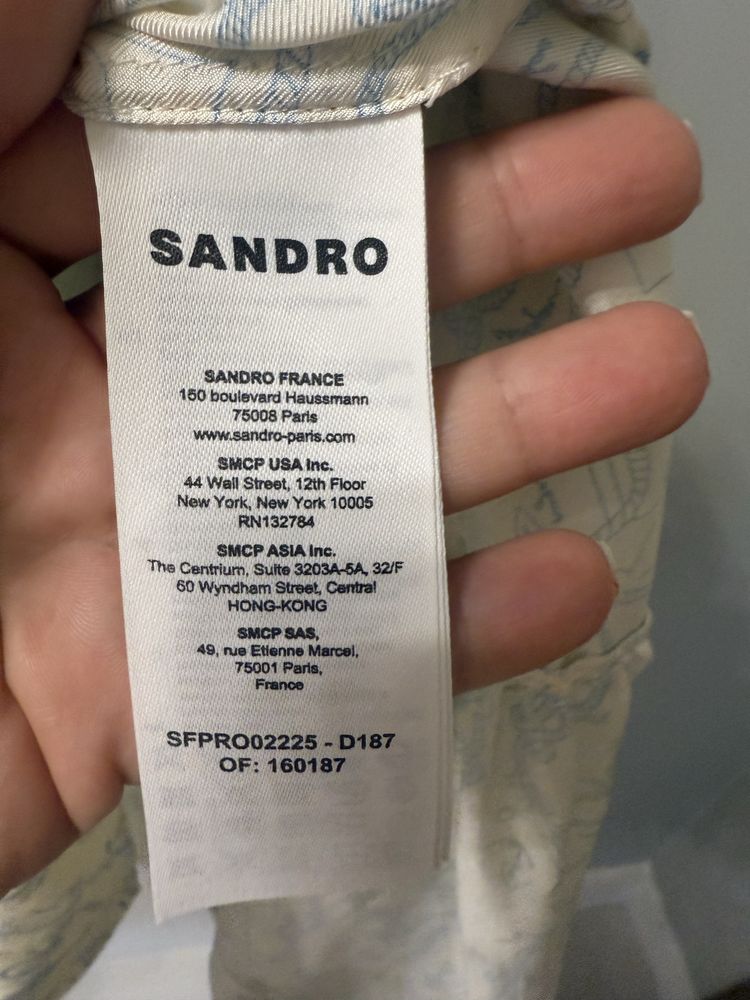 SANDRO
SANDRO FRANCE
150 boulevard Haussmann
75008 Paris
www.sandro-paris.com
SMCP USA Inc.
44 Wall Street, 12th Floor
New York, New York 10005
RN132784
SMCP ASIA Inc.
The Centrium, Suite 3203A-5A, 32/F
60 Wyndham Street, Central
HONG-KONG
SMCP SAS,
49, rue Etienne Marcel,
75001 Paris,
France
SFPRO02225 - D187
OF: 160187